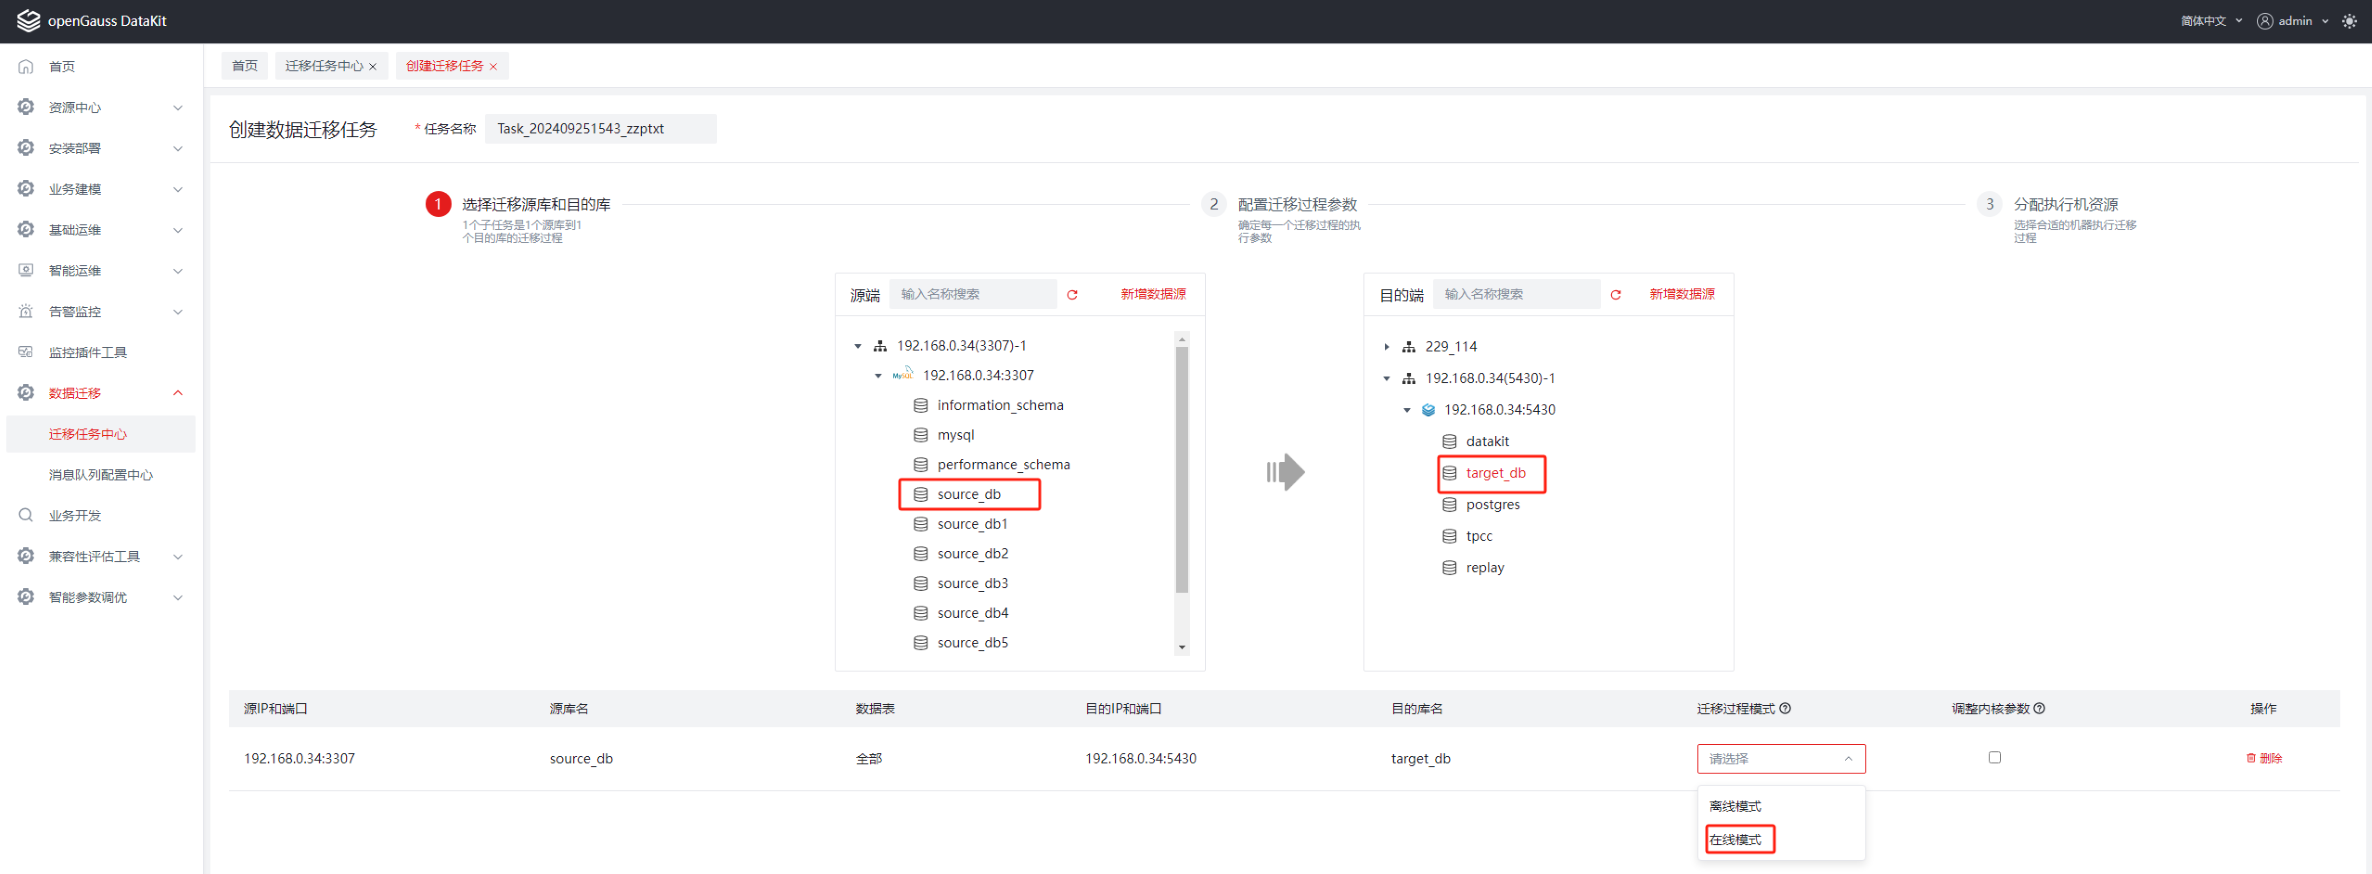 openGauss DataKit
简体中文
admin
首页
资源中心
安装部署
业务建模
基础运维
智能运维
告警监控
监控插件工具
数据迁移
迁移任务中心
消息队列配置中心
业务开发
兼容性评估工具
智能参数调优
首页
迁移任务中心 ×
创建迁移任务 ×
创建数据迁移任务
* 任务名称
Task_202409251543_zzptxt
1
选择迁移源库和目的库
1个子任务是1个源库到1
个目的库的迁移过程
2
配置迁移过程参数
确定每一个迁移过程的执
行参数
3
分配执行机资源
选择合适的机器执行迁移
过程
源端
输入名称搜索
新增数据源
192.168.0.34(3307)-1
MySQL
192.168.0.34:3307
information_schema
mysql
performance_schema
source_db
source_db1
source_db2
source_db3
source_db4
source_db5
目的端
输入名称搜索
新增数据源
229_114
192.168.0.34(5430)-1
192.168.0.34:5430
datakit
target_db
postgres
tpcc
replay
源IP和端口
源库名
数据表
目的IP和端口
目的库名
迁移过程模式
调整内核参数
操作
192.168.0.34:3307
source_db
全部
192.168.0.34:5430
target_db
请选择
删除
离线模式
在线模式